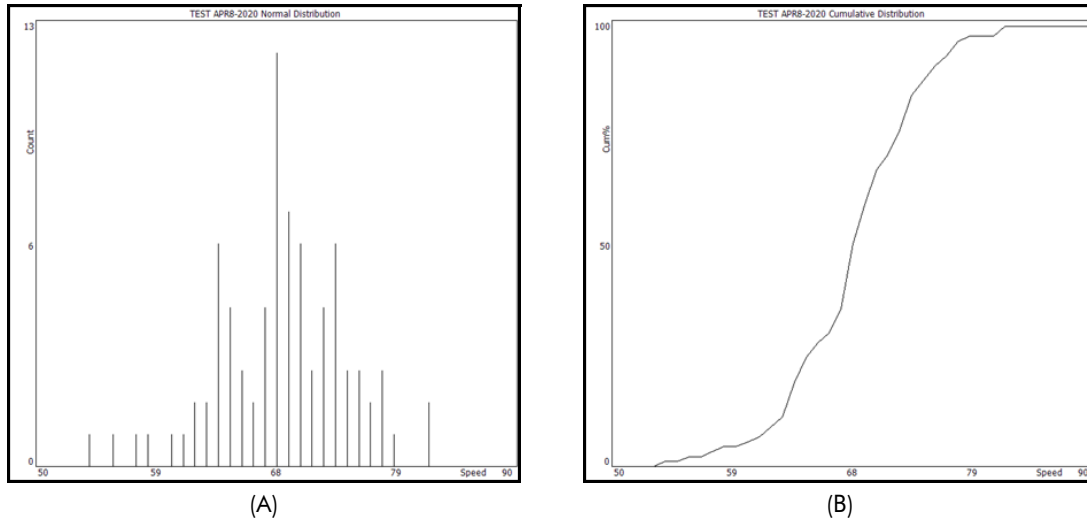 TEST APR8-2020 Normal Distribution
13
Count
6
0
50 59 68 79 Speed 90
(A)
TEST APR8-2020 Cumulative Distribution
100
Cum%
50
0
50 59 68 79 Speed 90
(B)